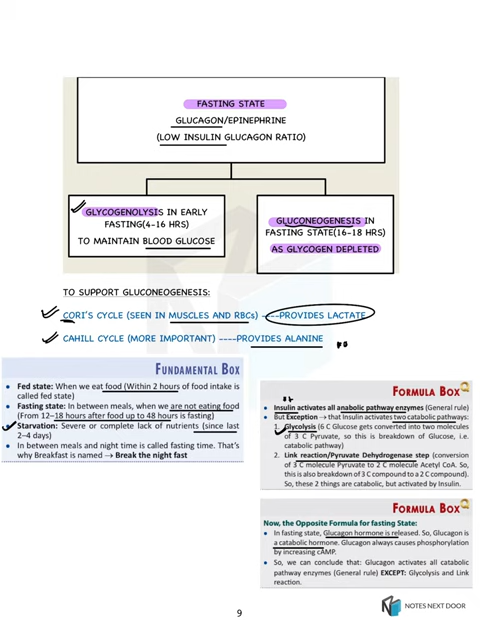 FASTING STATE
GLUCAGON/EPINEPHRINE
(LOW INSULIN GLUCAGON RATIO)
GLYCOGENOLYSIS IN EARLY
FASTING(4-16 HRS)
TO MAINTAIN BLOOD GLUCOSE
GLUCONEOGENESIS IN
FASTING STATE(16-18 HRS)
AS GLYCOGEN DEPLETED
TO SUPPORT GLUCONEOGENESIS:
CORI'S CYCLE (SEEN IN MUSCLES AND RBCs) ----PROVIDES LACTATE
CAHILL CYCLE (MORE IMPORTANT) ----PROVIDES ALANINE
FUNDAMENTAL BOX
• Fed state: When we eat food (Within 2 hours of food intake is
called fed state)
• Fasting state: In between meals, when we are not eating food
(From 12–18 hours after food up to 48 hours is fasting)
• Starvation: Severe or complete lack of nutrients (since last
2–4 days)
• In between meals and night time is called fasting time. That's
why Breakfast is named → Break the night fast
FORMULA BOX
• Insulin activates all anabolic pathway enzymes (General rule)
• But Exception → that Insulin activates two catabolic pathways:
1. Glycolysis (6 C Glucose gets converted into two molecules
of 3 C Pyruvate, so this is breakdown of Glucose, i.e.
catabolic pathway)
2. Link reaction/Pyruvate Dehydrogenase step (conversion
of 3 C molecule Pyruvate to 2 C molecule Acetyl CoA. So,
this is also breakdown of 3 C compound to a 2 C compound).
So, these 2 things are catabolic, but activated by Insulin.
FORMULA BOX
Now, the Opposite Formula for fasting State:
• In fasting state, Glucagon hormone is released. So, Glucagon is
a catabolic hormone. Glucagon always causes phosphorylation
by increasing cAMP.
• So, we can conclude that: Glucagon activates all catabolic
pathway enzymes (General rule) EXCEPT: Glycolysis and Link
reaction.
9
NOTES NEXT DOOR